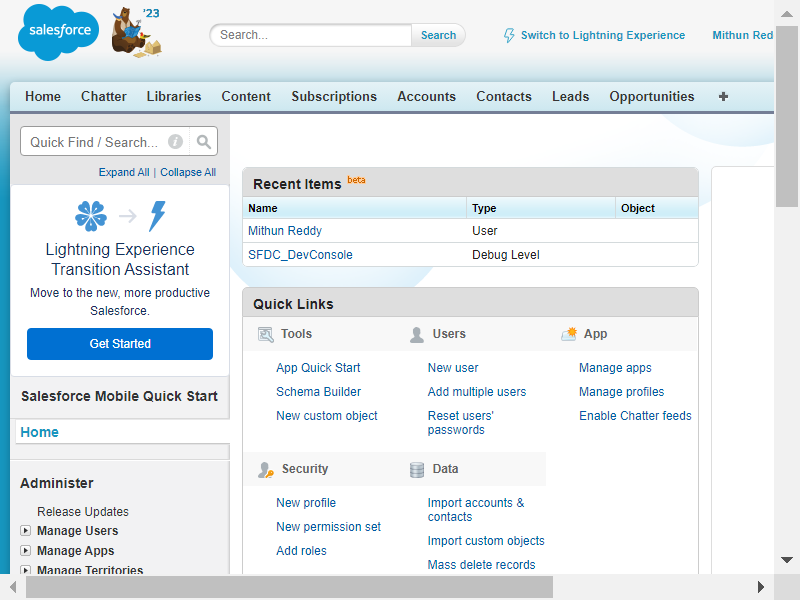 salesforce
'23
Search...
Search
Switch to Lightning Experience
Mithun Red
Home Chatter Libraries Content Subscriptions Accounts Contacts Leads Opportunities +
Quick Find / Search...
Expand All | Collapse All
Lightning Experience
Transition Assistant
Move to the new, more productive
Salesforce.
Get Started
Salesforce Mobile Quick Start
Home
Administer
Release Updates
Manage Users
Manage Apps
Manage Territories
Recent Items beta
Name Type Object
Mithun Reddy User
SFDC_DevConsole Debug Level
Quick Links
Tools
App Quick Start
Schema Builder
New custom object
Users
New user
Add multiple users
Reset users'
passwords
App
Manage apps
Manage profiles
Enable Chatter feeds
Security
New profile
New permission set
Add roles
Data
Import accounts &
contacts
Import custom objects
Mass delete records